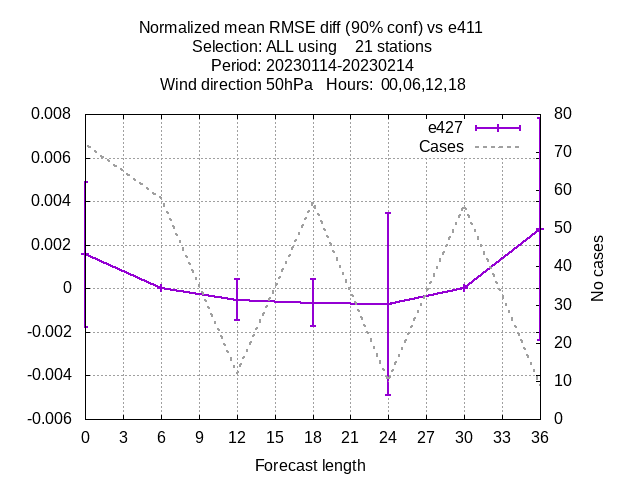 Normalized mean RMSE diff (90% conf) vs e411
Selection: ALL using    21 stations
Period: 20230114-20230214
Wind direction 50hPa   Hours:  00,06,12,18
e427
Cases
0.008
0.006
0.004
0.002
0
-0.002
-0.004
-0.006
80
70
60
50
40
30
20
10
0
No cases
0 3 6 9 12 15 18 21 24 27 30 33 36
Forecast length